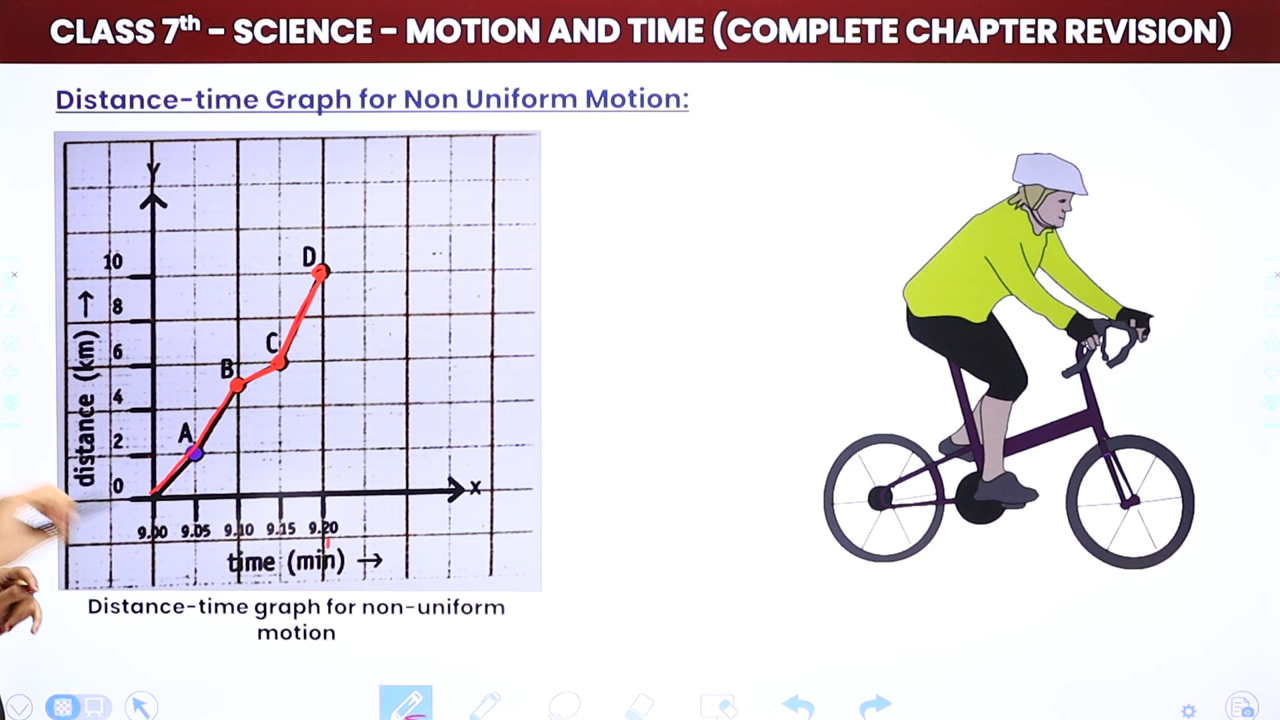 CLASS 7th – SCIENCE – MOTION AND TIME (COMPLETE CHAPTER REVISION)
Distance-time Graph for Non Uniform Motion:
Y
10
8
6
4
2
0
distance (km) →
A
B
C
D
X
9.00 9.05 9.10 9.15 9.20
time (min) →
Distance-time graph for non-uniform
motion